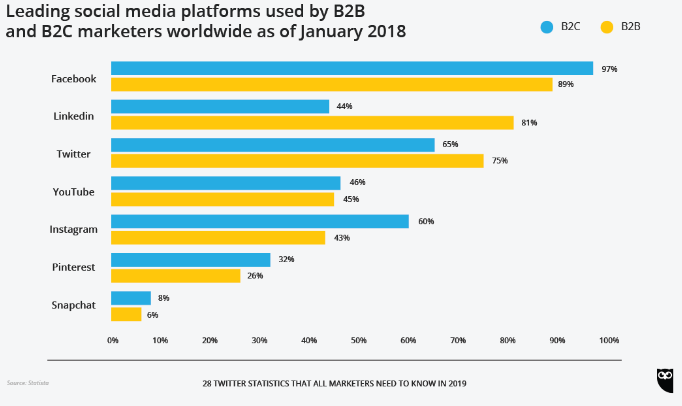 Leading social media platforms used by B2B
and B2C marketers worldwide as of January 2018
B2C
B2B
Facebook
97%
89%
Linkedin
44%
81%
Twitter
65%
75%
YouTube
46%
45%
Instagram
60%
43%
Pinterest
32%
26%
Snapchat
8%
6%
0% 10% 20% 30% 40% 50% 60% 70% 80% 90% 100%
Source: Statista
28 TWITTER STATISTICS THAT ALL MARKETERS NEED TO KNOW IN 2019